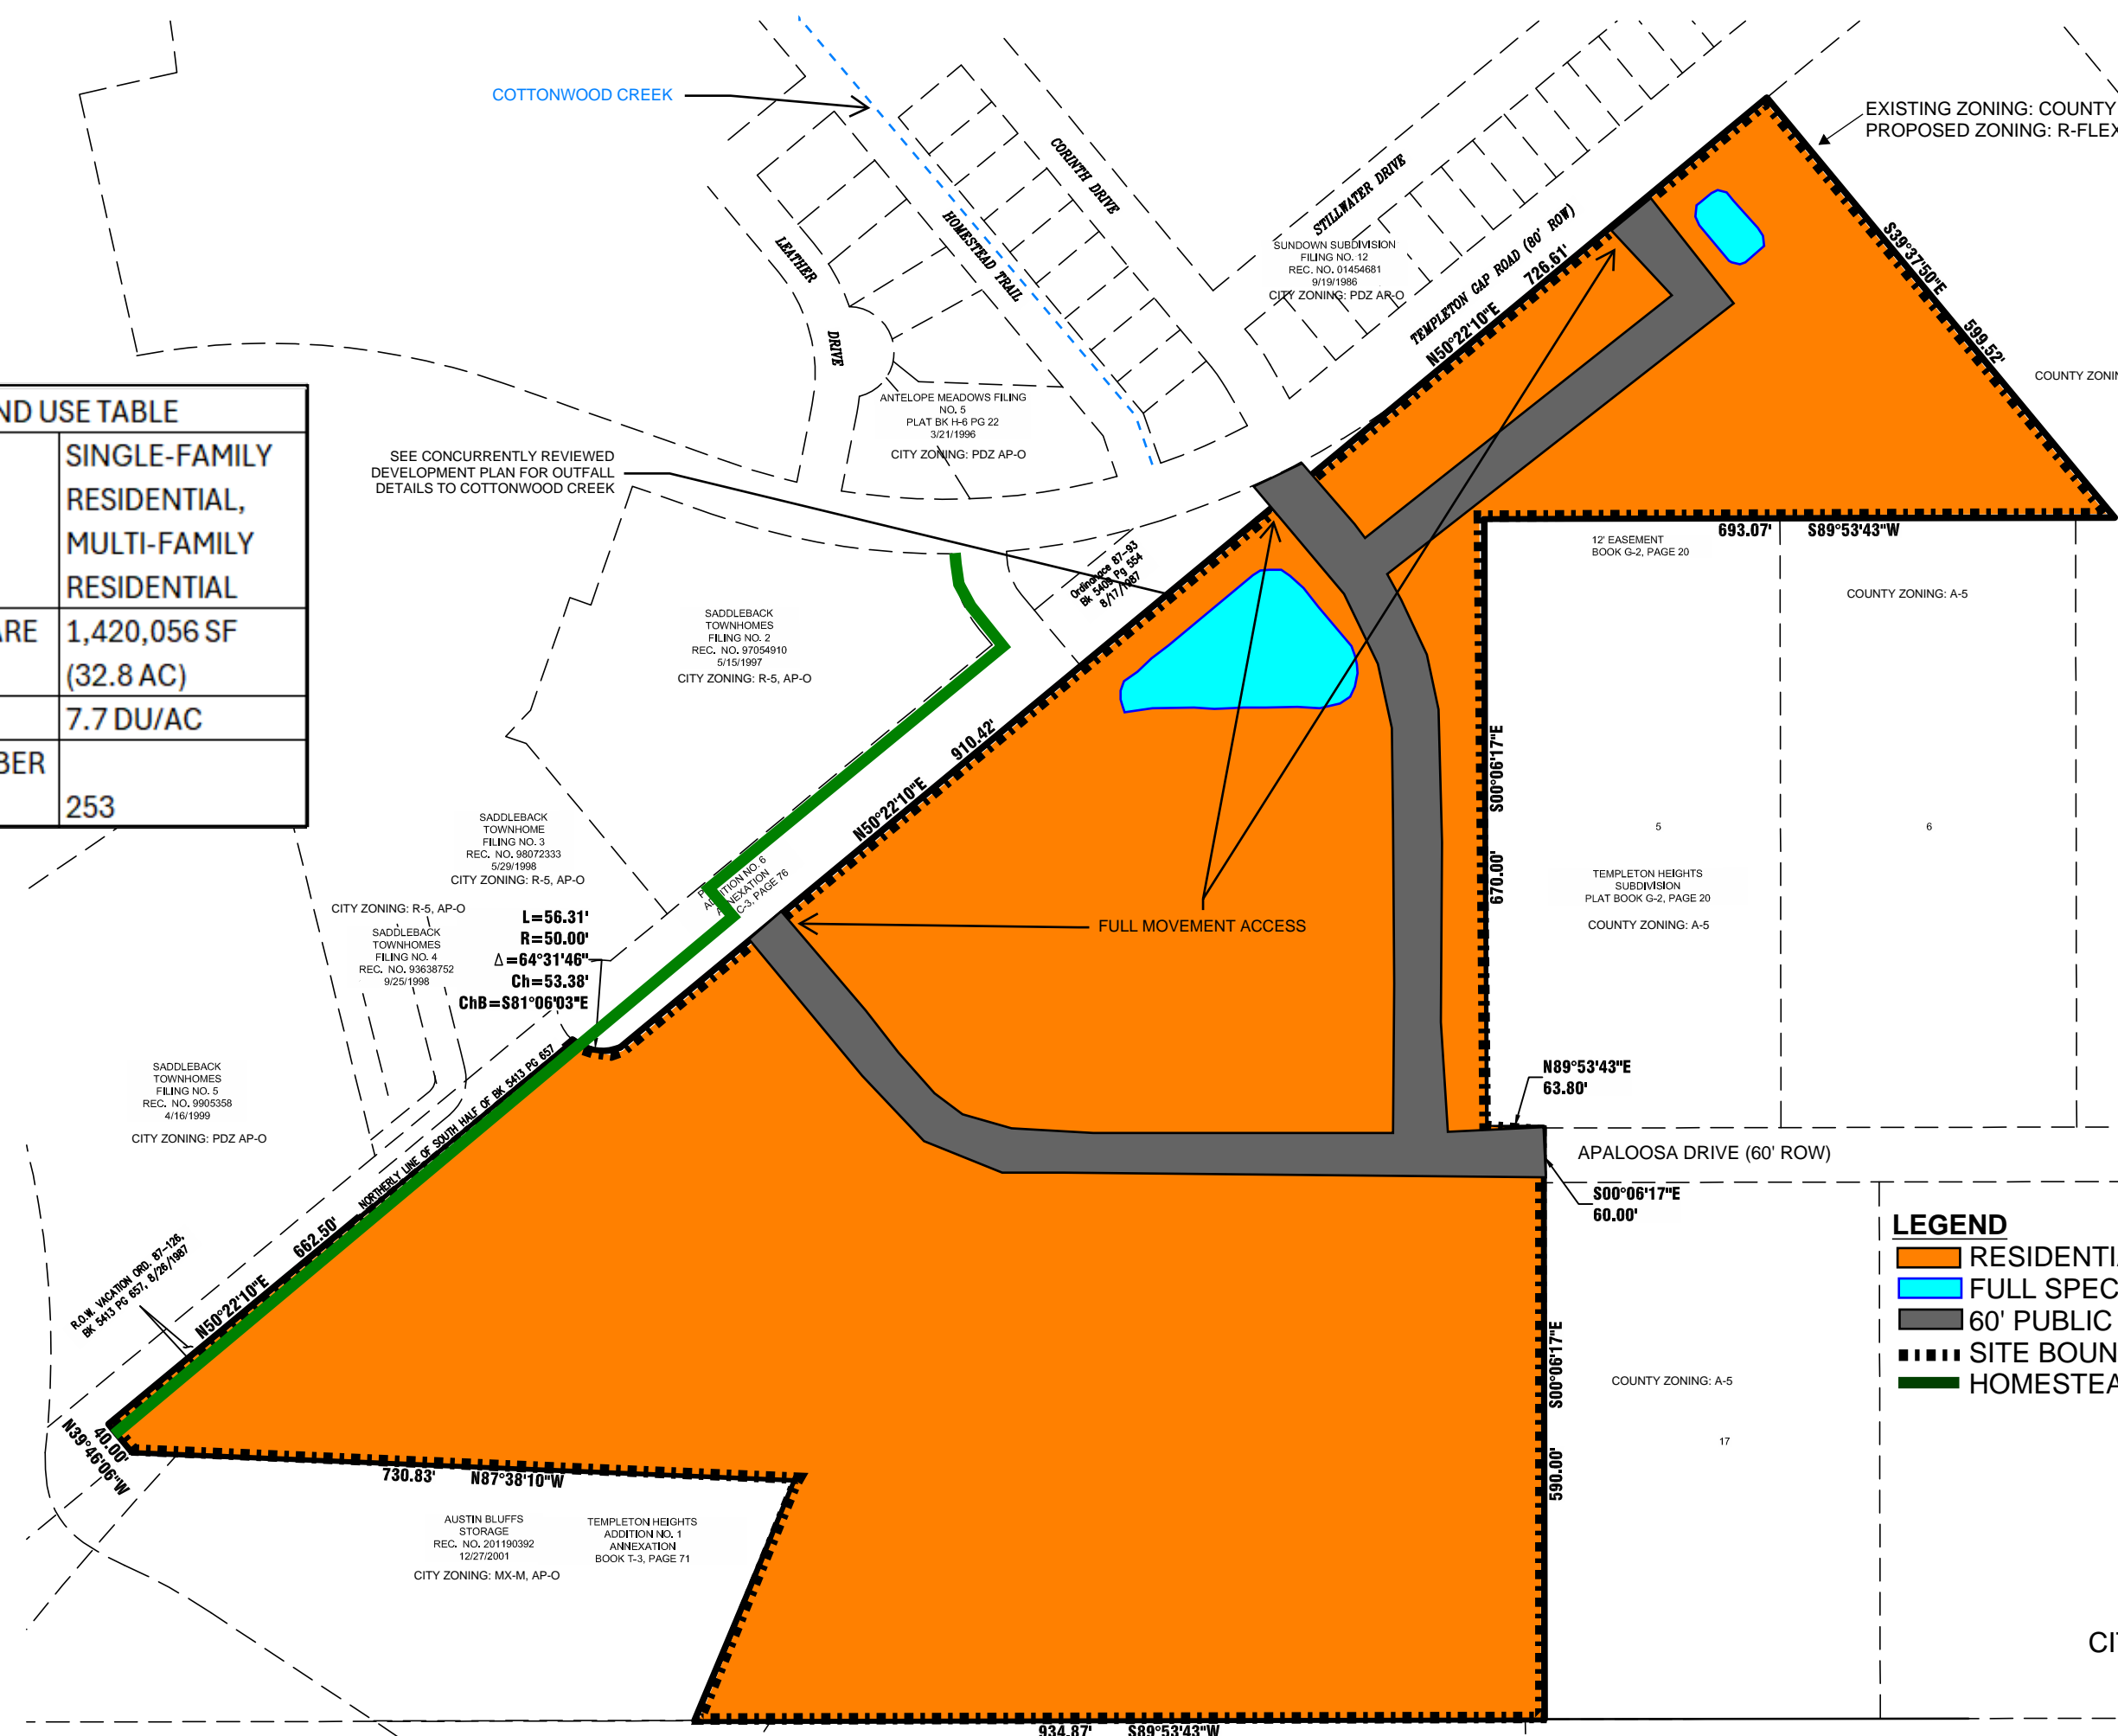 COTTONWOOD CREEK
EXISTING ZONING: COUNTY
PROPOSED ZONING: R-FLEX
CORINTH DRIVE
STILLWATER DRIVE
HOMESTEAD TRAIL
LEATHER
DRIVE
SUNDOWN SUBDIVISION
FILING NO. 12
REC. NO. 01454681
9/19/1986
CITY ZONING: PDZ AP-O
TEMPLETON GAP ROAD (80' ROW)
N50°22'10"E 726.61'
S39°37'50"E
599.52'
COUNTY ZONIN
ND USE TABLE
SINGLE-FAMILY
RESIDENTIAL,
MULTI-FAMILY
RESIDENTIAL
ARE 1,420,056 SF
(32.8 AC)
7.7 DU/AC
BER
253
ANTELOPE MEADOWS FILING
NO. 5
PLAT BK H-6 PG 22
3/21/1996
CITY ZONING: PDZ AP-O
SEE CONCURRENTLY REVIEWED
DEVELOPMENT PLAN FOR OUTFALL
DETAILS TO COTTONWOOD CREEK
Ordinance 87-93
Bk 5409 Pg 554
8/17/1987
693.07' S89°53'43"W
12' EASEMENT
BOOK G-2, PAGE 20
COUNTY ZONING: A-5
SADDLEBACK
TOWNHOMES
FILING NO. 2
REC. NO. 97054910
5/15/1997
CITY ZONING: R-5, AP-O
N50°22'10"E 910.42'
S00°06'17"E
670.00'
5
6
TEMPLETON HEIGHTS
SUBDIVISION
PLAT BOOK G-2, PAGE 20
COUNTY ZONING: A-5
SADDLEBACK
TOWNHOME
FILING NO. 3
REC. NO. 98072333
5/29/1998
CITY ZONING: R-5, AP-O
ADDITION NO. 6
ANNEXATION
C-3, PAGE 76
FULL MOVEMENT ACCESS
CITY ZONING: R-5, AP-O
SADDLEBACK
TOWNHOMES
FILING NO. 4
REC. NO. 93638752
9/25/1998
L=56.31'
R=50.00'
Δ=64°31'46"
Ch=53.38'
ChB=S81°06'03"E
SADDLEBACK
TOWNHOMES
FILING NO. 5
REC. NO. 9905358
4/16/1999
CITY ZONING: PDZ AP-O
NORTHERLY LINE OF SOUTH HALF OF BK 5413 PG 657
N89°53'43"E
63.80'
APALOOSA DRIVE (60' ROW)
S00°06'17"E
60.00'
R.O.W. VACATION ORD. 87-126,
BK 5413 PG 657, 8/26/1987
N50°22'10"E 662.50'
LEGEND
RESIDENTIA
FULL SPEC
60' PUBLIC
SITE BOUN
HOMESTEA
S00°06'17"E
590.00'
COUNTY ZONING: A-5
17
40.00'
N39°46'06"W
730.83' N87°38'10"W
AUSTIN BLUFFS
STORAGE
REC. NO. 201190392
12/27/2001
CITY ZONING: MX-M, AP-O
TEMPLETON HEIGHTS
ADDITION NO. 1
ANNEXATION
BOOK T-3, PAGE 71
CIT
934.87' S89°53'43"W